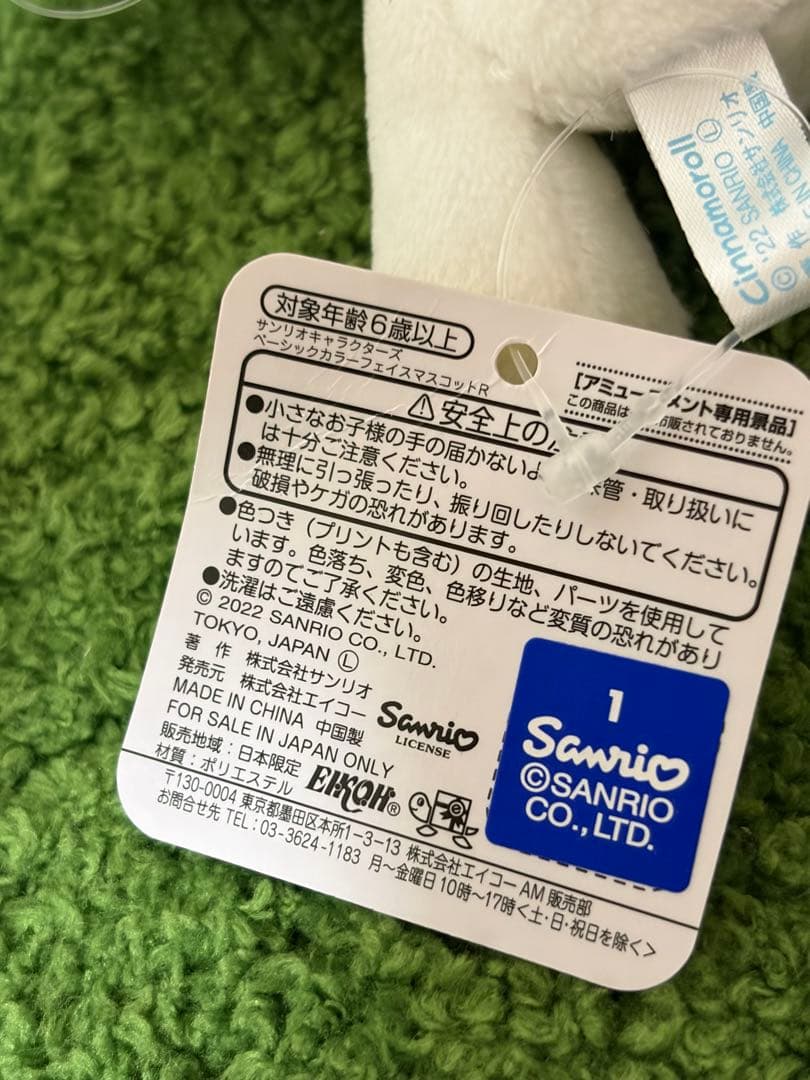 Cinnamoroll
©'22 SANRIO Ⓛ
作 株式会社サンリオ
CHINA 中国
対象年齢6歳以上
サンリオキャラクターズ
ベーシックカラーフェイスマスコットR
[アミュー メント専用景品]
この商品は 販されておりません。
⚠安全上の
●小さなお子様の手の届かないよ 管・取り扱いに
は十分ご注意ください。
●無理に引っ張ったり、振り回したりしないでください。
破損やケガの恐れがあります。
●色つき（プリントも含む）の生地、パーツを使用して
います。色落ち、変色、色移りなど変質の恐れがあり
ますのでご了承ください。
●洗濯はご遠慮ください。
© 2022 SANRIO CO., LTD.
TOKYO, JAPAN Ⓛ
著 作 株式会社サンリオ
発売元 株式会社エイコー
MADE IN CHINA 中国製
FOR SALE IN JAPAN ONLY
販売地域：日本限定
材質：ポリエステル
Sanrio
LICENSE
EIKOH®
1
Sanrio
©SANRIO
CO., LTD.
〒130-0004 東京都墨田区本所1-3-13 株式会社エイコー AM販売部
お問合せ先 TEL：03-3624-1183 月～金曜日10時～17時<土・日・祝日を除く>